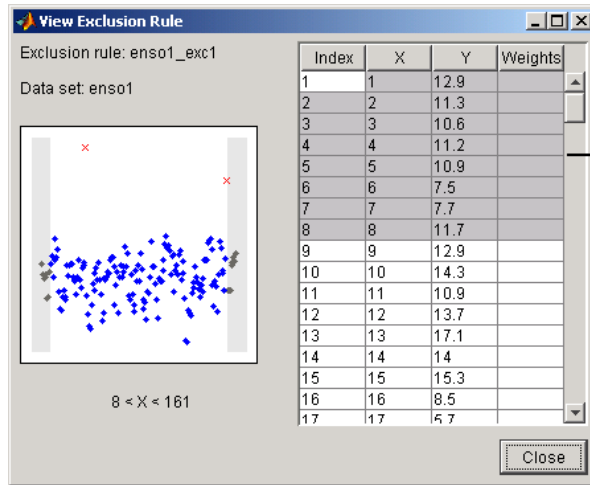 View Exclusion Rule
Exclusion rule: enso1_exc1
Data set: enso1
8 < X < 161
Index X Y Weights
1 1 12.9
2 2 11.3
3 3 10.6
4 4 11.2
5 5 10.9
6 6 7.5
7 7 7.7
8 8 11.7
9 9 12.9
10 10 14.3
11 11 10.9
12 12 13.7
13 13 17.1
14 14 14
15 15 15.3
16 16 8.5
17 17 5.7
Close